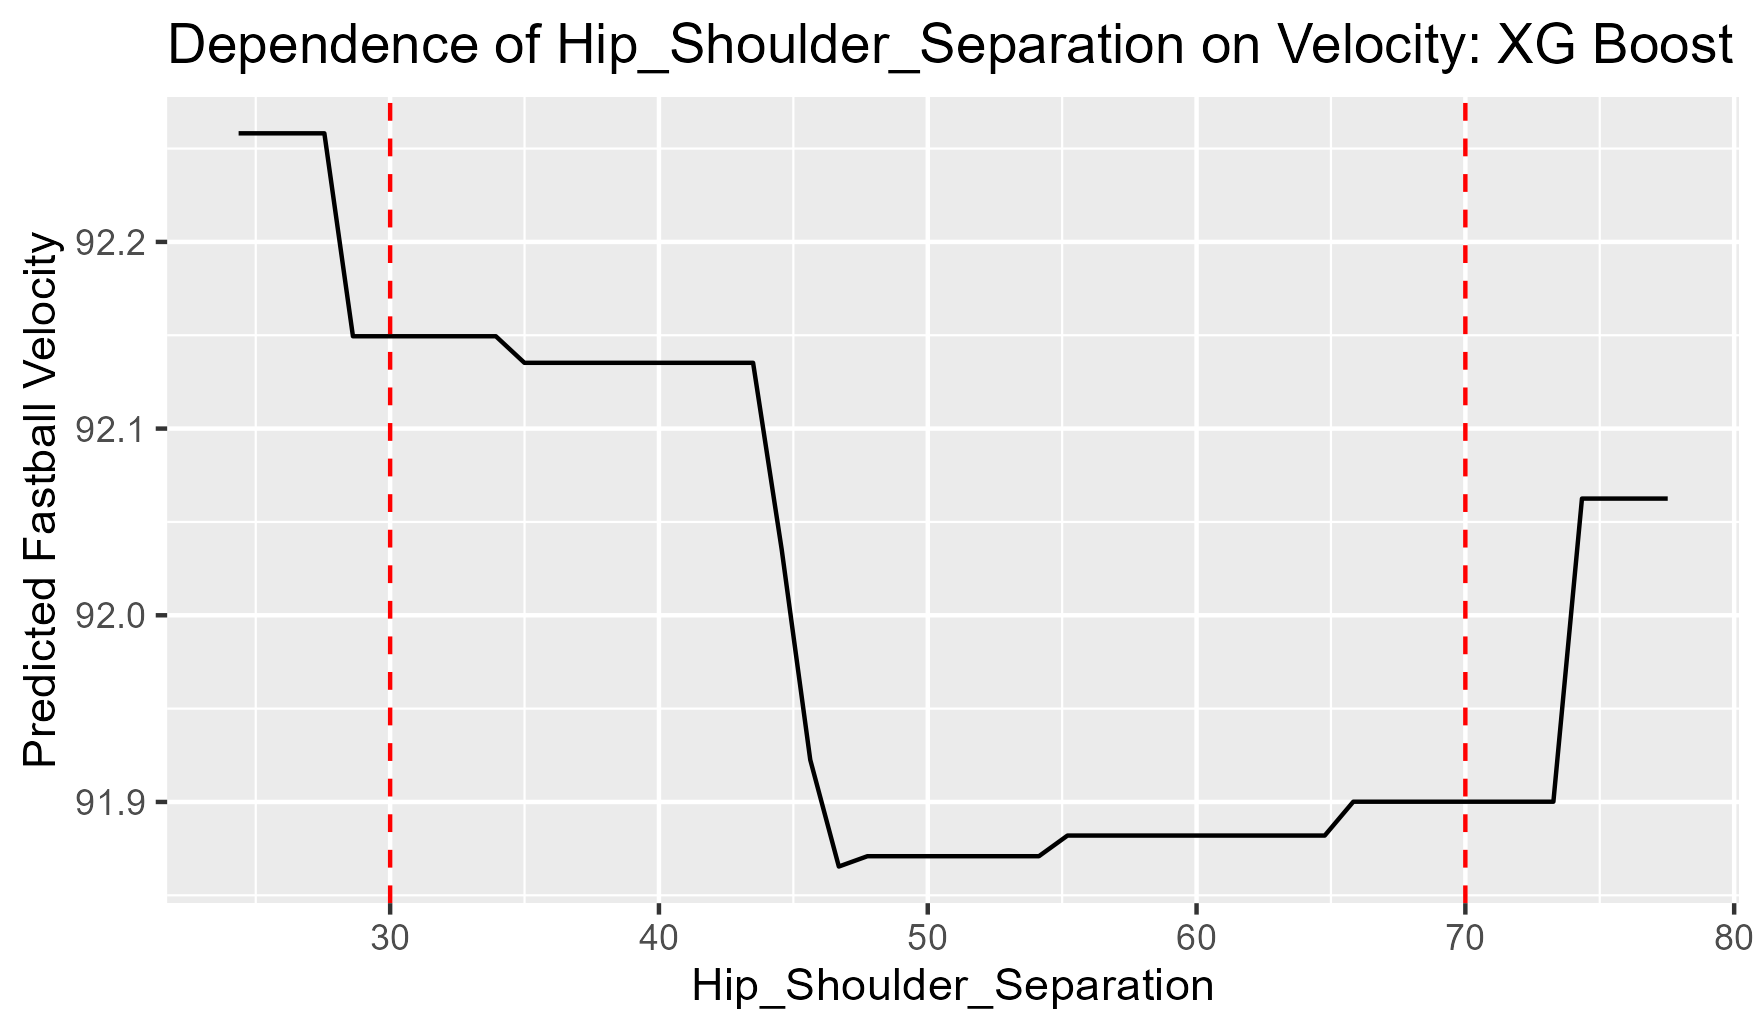 Dependence of Hip_Shoulder_Separation on Velocity: XG Boost
Predicted Fastball Velocity
92.2
92.1
92.0
91.9
30 40 50 60 70 80
Hip_Shoulder_Separation